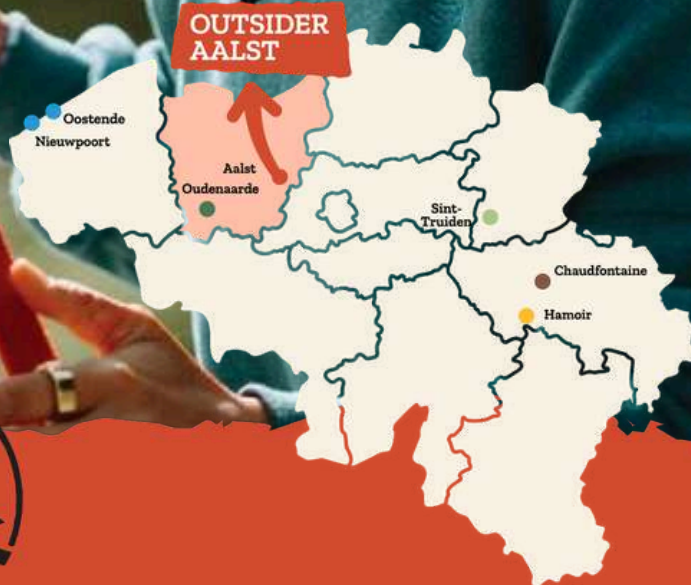 OUTSIDER
AALST
Oostende
Nieuwpoort
Aalst
Oudenaarde
Sint-
Truiden
Chaudfontaine
Hamoir